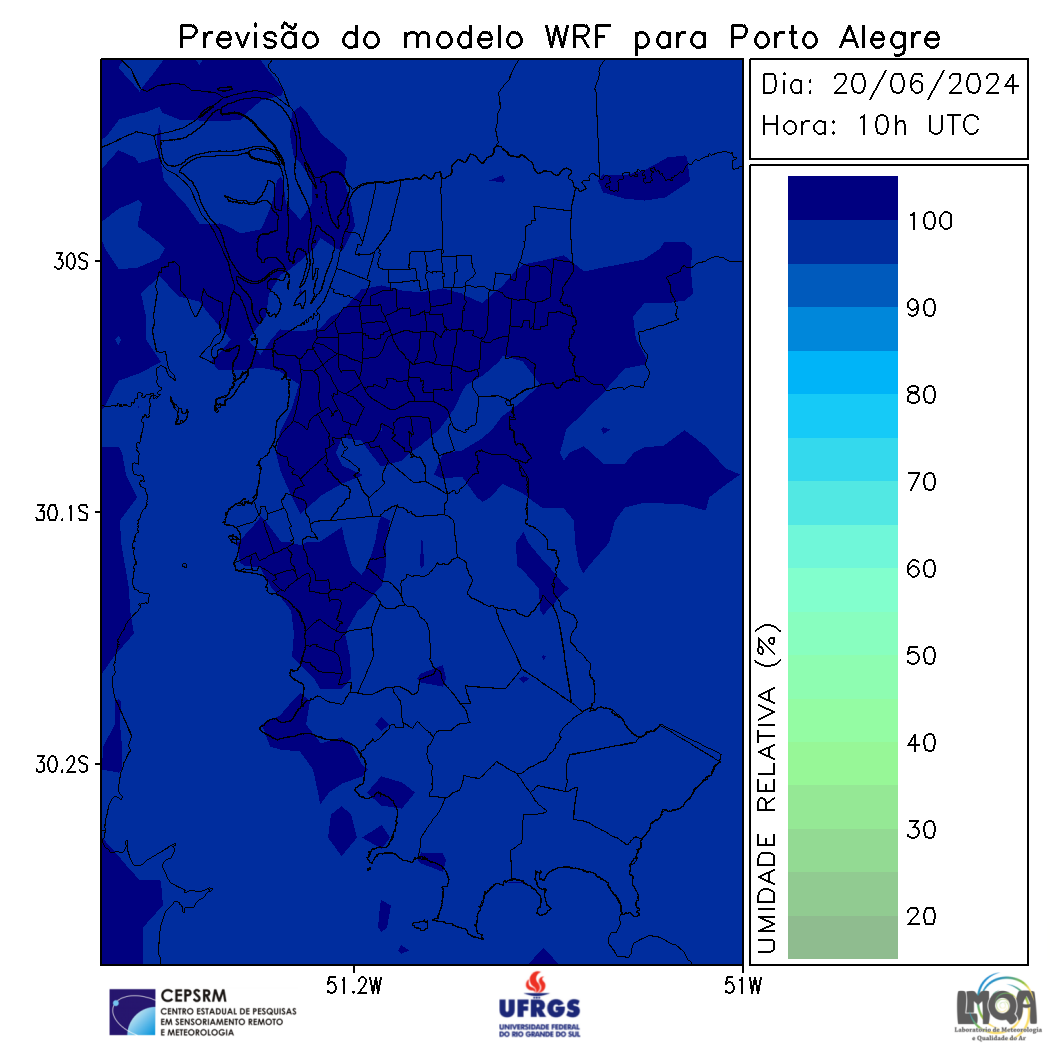 Previsão do modelo WRF para Porto Alegre
Dia: 20/06/2024
Hora: 10h UTC
100
90
80
70
60
50
40
30
20
UMIDADE RELATIVA (%)
30S
30.1S
30.2S
51.2W
51W
CEPSRM
CENTRO ESTADUAL DE PESQUISAS
EM SENSORIAMENTO REMOTO
E METEOROLOGIA
UFRGS
UNIVERSIDADE FEDERAL
DO RIO GRANDE DO SUL
LMQA
Laboratório de Meteorologia
e Qualidade do Ar